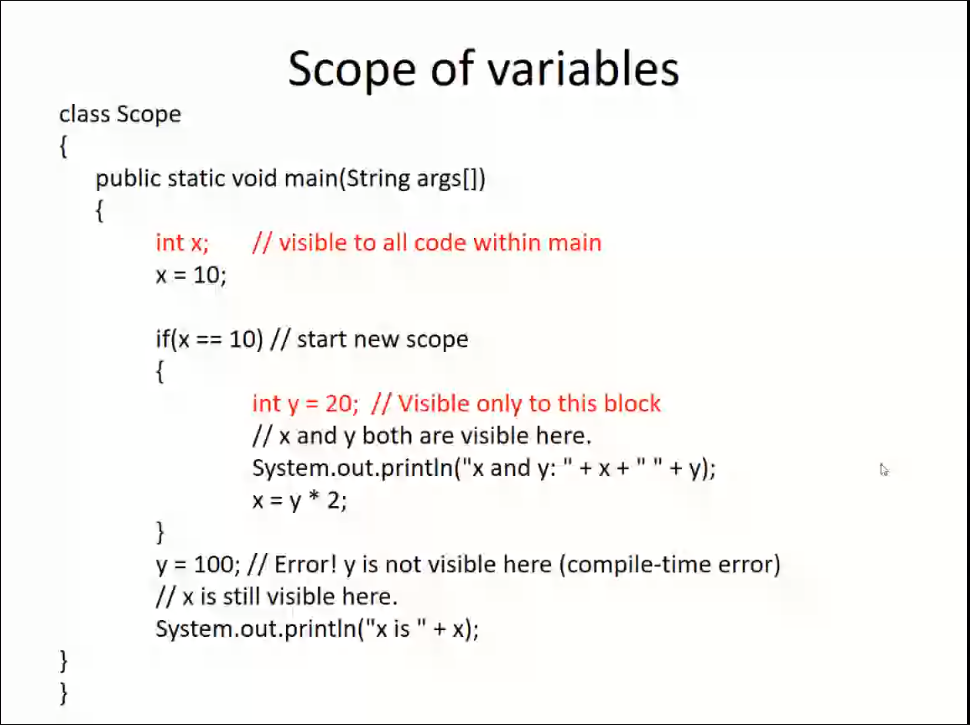 Scope of variables
class Scope
{
public static void main(String args[])
{
int x; // visible to all code within main
x = 10;
if(x == 10) // start new scope
{
int y = 20; // Visible only to this block
// x and y both are visible here.
System.out.println("x and y: " + x + " " + y);
x = y * 2;
}
y = 100; // Error! y is not visible here (compile-time error)
// x is still visible here.
System.out.println("x is " + x);
}
}